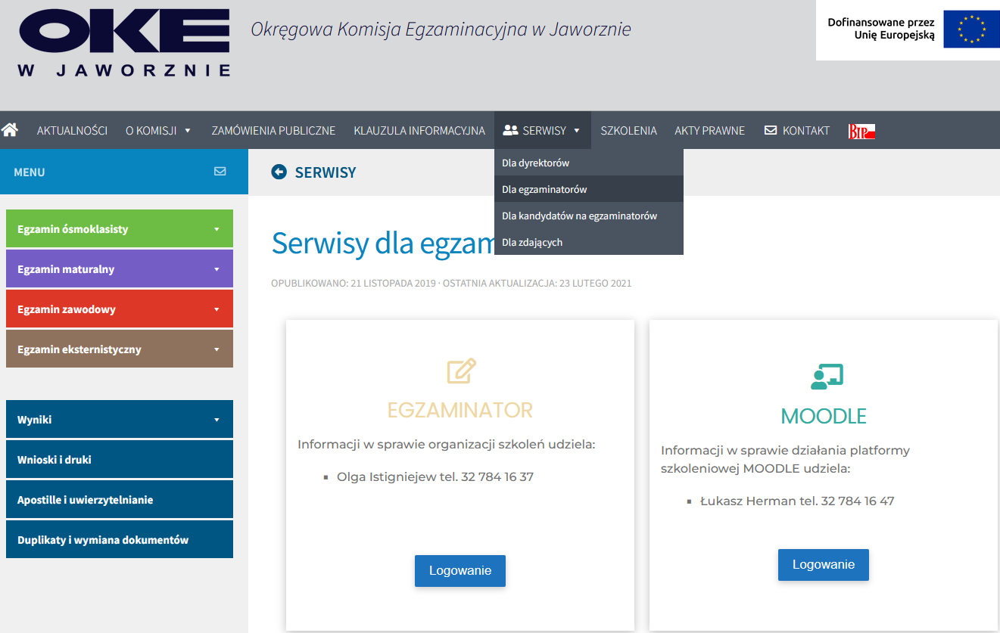 OKE
W JAWORZNIE
Okręgowa Komisja Egzaminacyjna w Jaworznie
Dofinansowane przez
Unię Europejską
AKTUALNOŚCI O KOMISJI ZAMÓWIENIA PUBLICZNE KLAUZULA INFORMACYJNA SERWISY SZKOLENIA AKTY PRAWNE KONTAKT BIP
Dla dyrektorów
Dla egzaminatorów
Dla kandydatów na egzaminatorów
Dla zdających
MENU
Egzamin ósmoklasisty
Egzamin maturalny
Egzamin zawodowy
Egzamin eksternistyczny
Wyniki
Wnioski i druki
Apostille i uwierzytelnianie
Duplikaty i wymiana dokumentów
SERWISY
Serwisy dla egzam
OPUBLIKOWANO: 21 LISTOPADA 2019 · OSTATNIA AKTUALIZACJA: 23 LUTEGO 2021
EGZAMINATOR
Informacji w sprawie organizacji szkoleń udziela:
Olga Istigniejew tel. 32 784 16 37
Logowanie
MOODLE
Informacji w sprawie działania platformy
szkoleniowej MOODLE udziela:
Łukasz Herman tel. 32 784 16 47
Logowanie